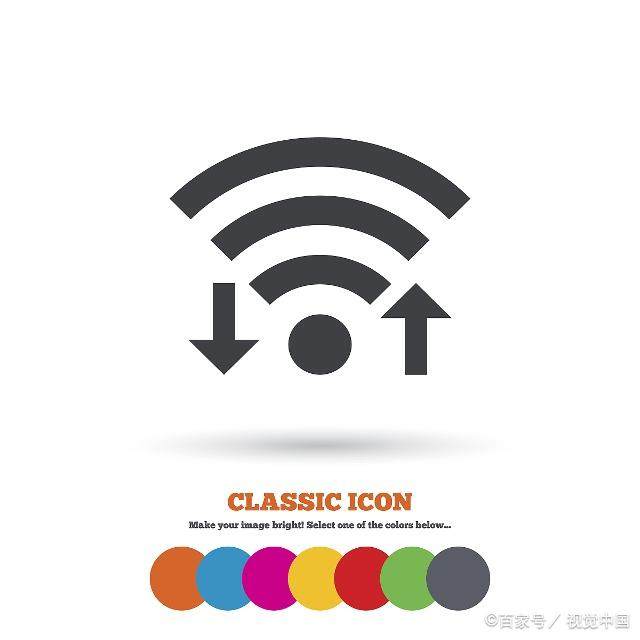 CLASSIC ICON
Make your image bright! Select one of the colors below...
©百家号／视觉中国